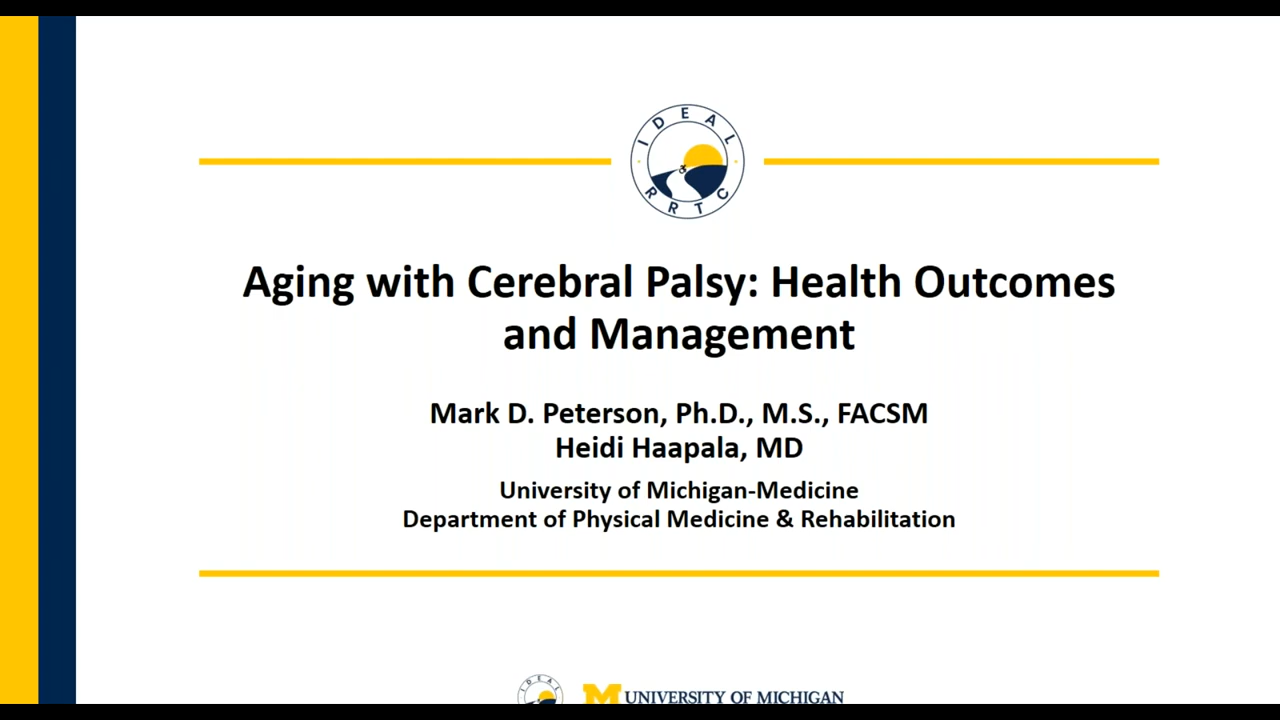 IDEAL
RRTC
Aging with Cerebral Palsy: Health Outcomes
and Management
Mark D. Peterson, Ph.D., M.S., FACSM
Heidi Haapala, MD
University of Michigan-Medicine
Department of Physical Medicine & Rehabilitation
IDEAL
M UNIVERSITY OF MICHIGAN